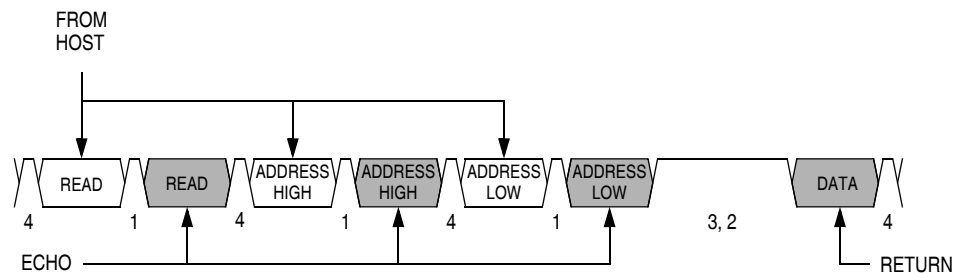 FROM
HOST
READ READ ADDRESS HIGH ADDRESS HIGH ADDRESS LOW ADDRESS LOW DATA
4 1 4 1 4 1 3, 2 4
ECHO RETURN